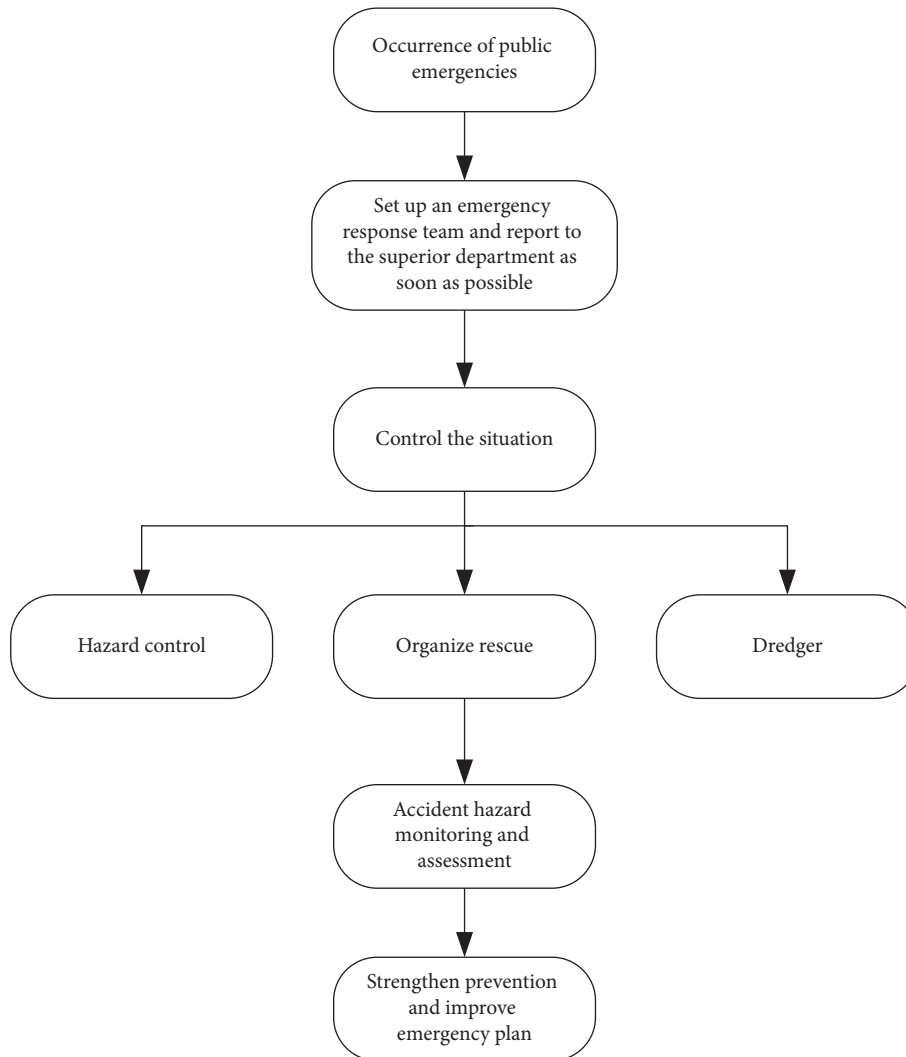 Occurrence of public
emergencies
Set up an emergency
response team and report to
the superior department as
soon as possible
Control the situation
Hazard control
Organize rescue
Dredger
Accident hazard
monitoring and
assessment
Strengthen prevention
and improve
emergency plan